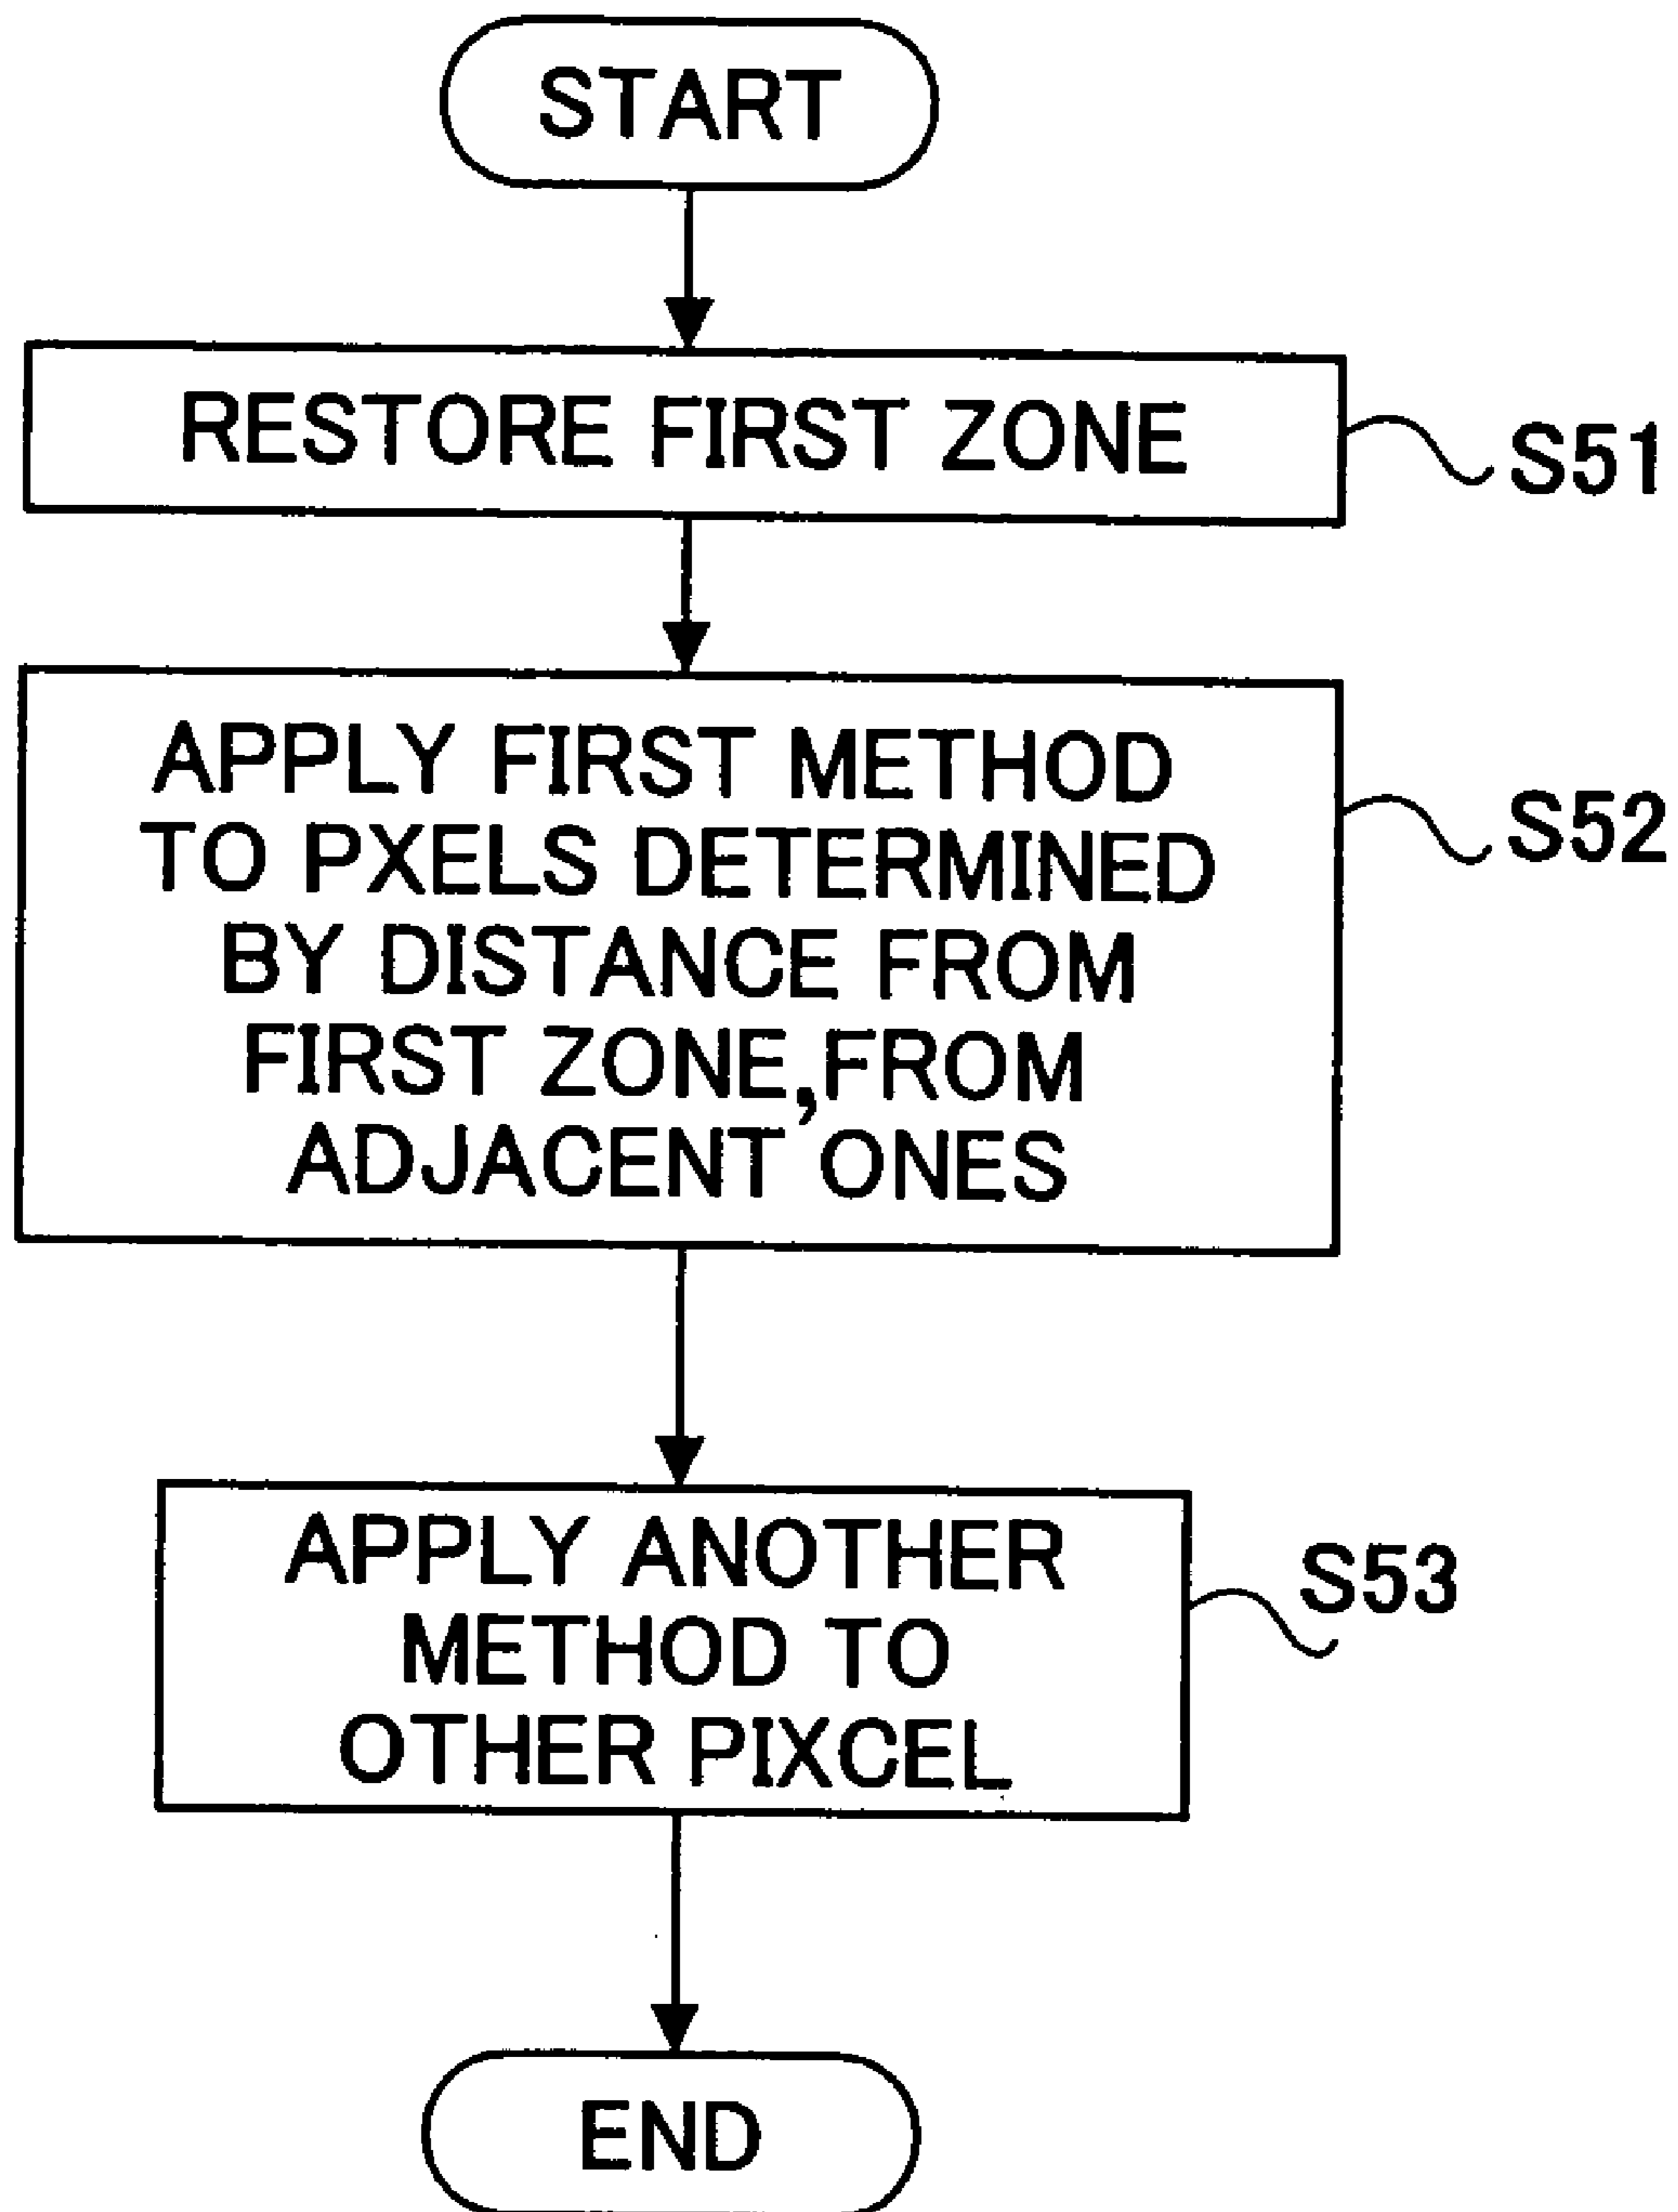 START
RESTORE FIRST ZONE
S51
APPLY FIRST METHOD
TO PXELS DETERMINED
BY DISTANCE FROM
FIRST ZONE,FROM
ADJACENT ONES
S52
APPLY ANOTHER
METHOD TO
OTHER PIXCEL
S53
END